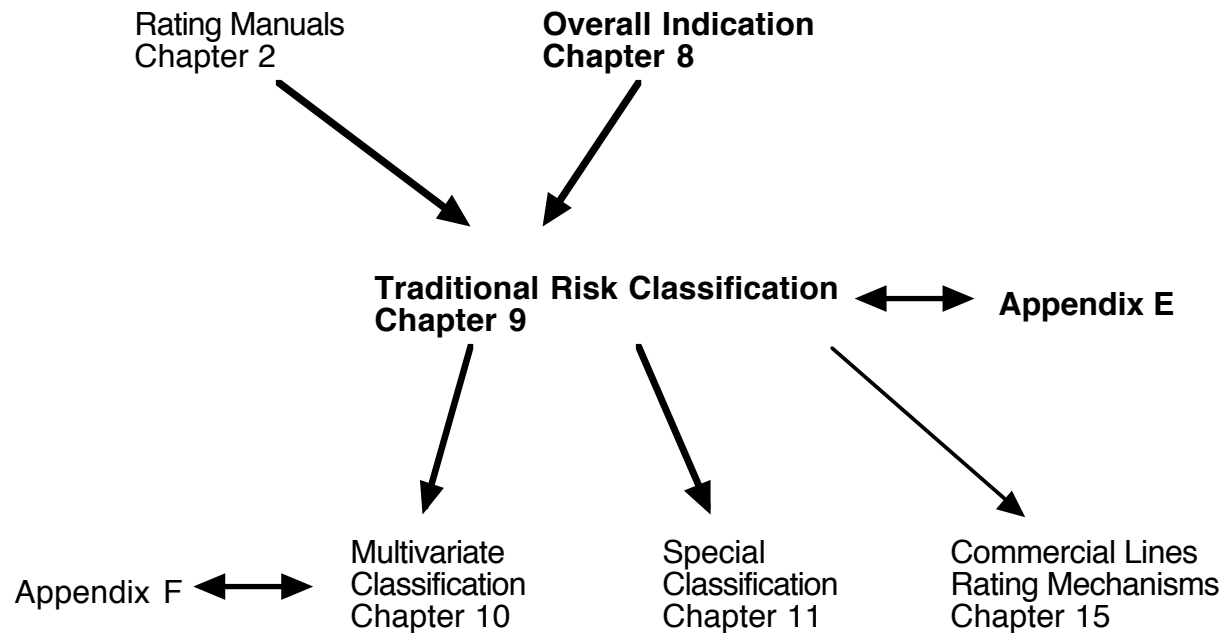 Rating Manuals
Chapter 2
Overall Indication
Chapter 8
Traditional Risk Classification
Chapter 9
Appendix E
Appendix F
Multivariate
Classification
Chapter 10
Special
Classification
Chapter 11
Commercial Lines
Rating Mechanisms
Chapter 15